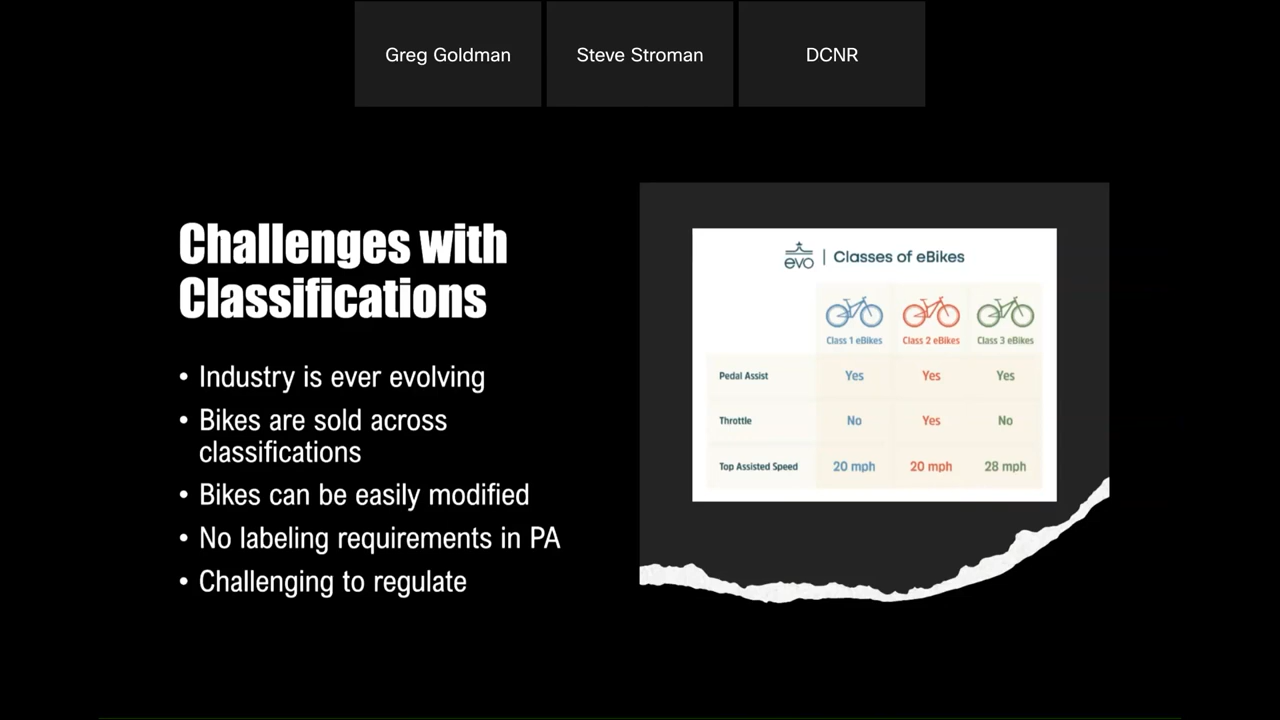 Greg Goldman
Steve Stroman
DCNR
Challenges with
Classifications
• Industry is ever evolving
• Bikes are sold across
classifications
• Bikes can be easily modified
• No labeling requirements in PA
• Challenging to regulate
evo | Classes of eBikes
Class 1 eBikes Class 2 eBikes Class 3 eBikes
Pedal Assist Yes Yes Yes
Throttle No Yes No
Top Assisted Speed 20 mph 20 mph 28 mph